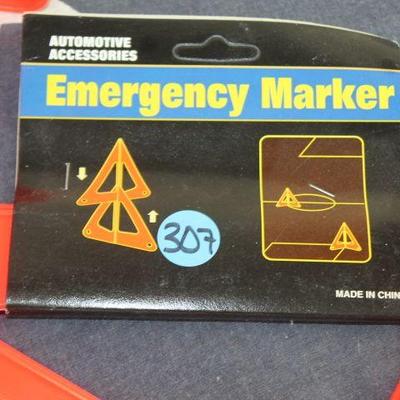 AUTOMOTIVE
ACCESSORIES
Emergency Marker
307
MADE IN CHIN